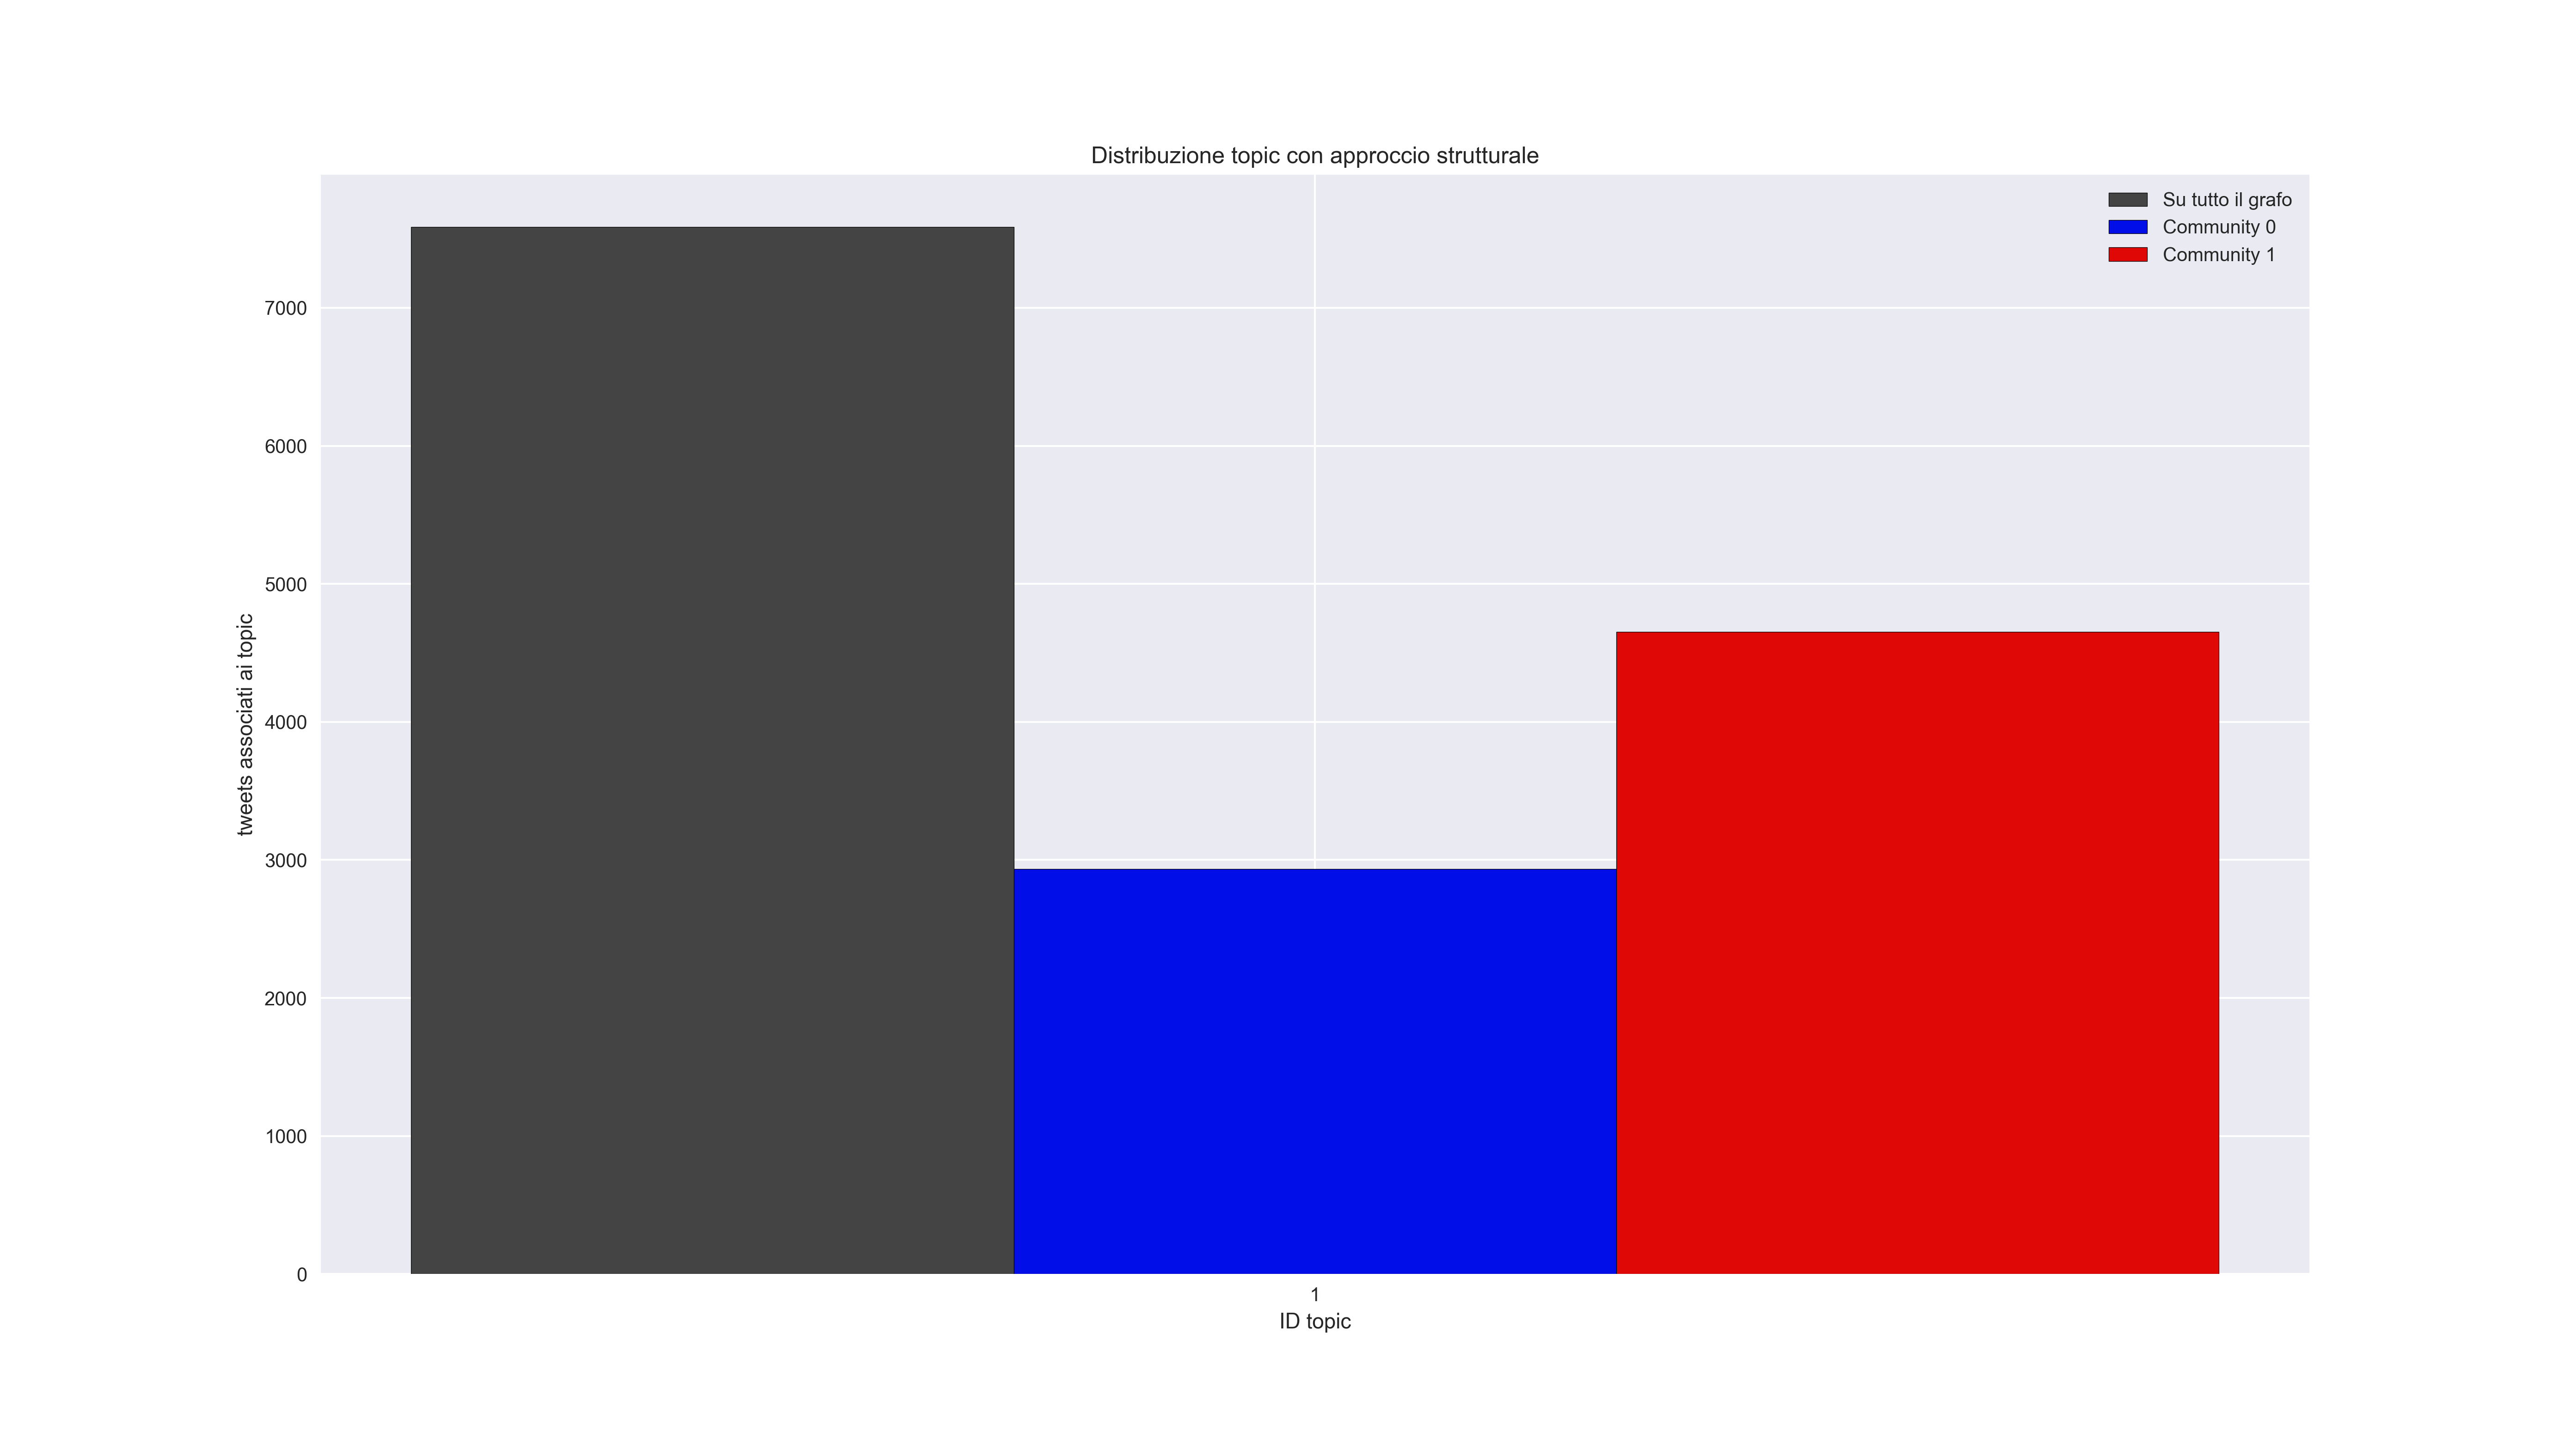 Distribuzione topic con approccio strutturale
Su tutto il grafo
Community 0
Community 1
7000
6000
5000
4000
3000
2000
1000
0
tweets associati ai topic
1
ID topic